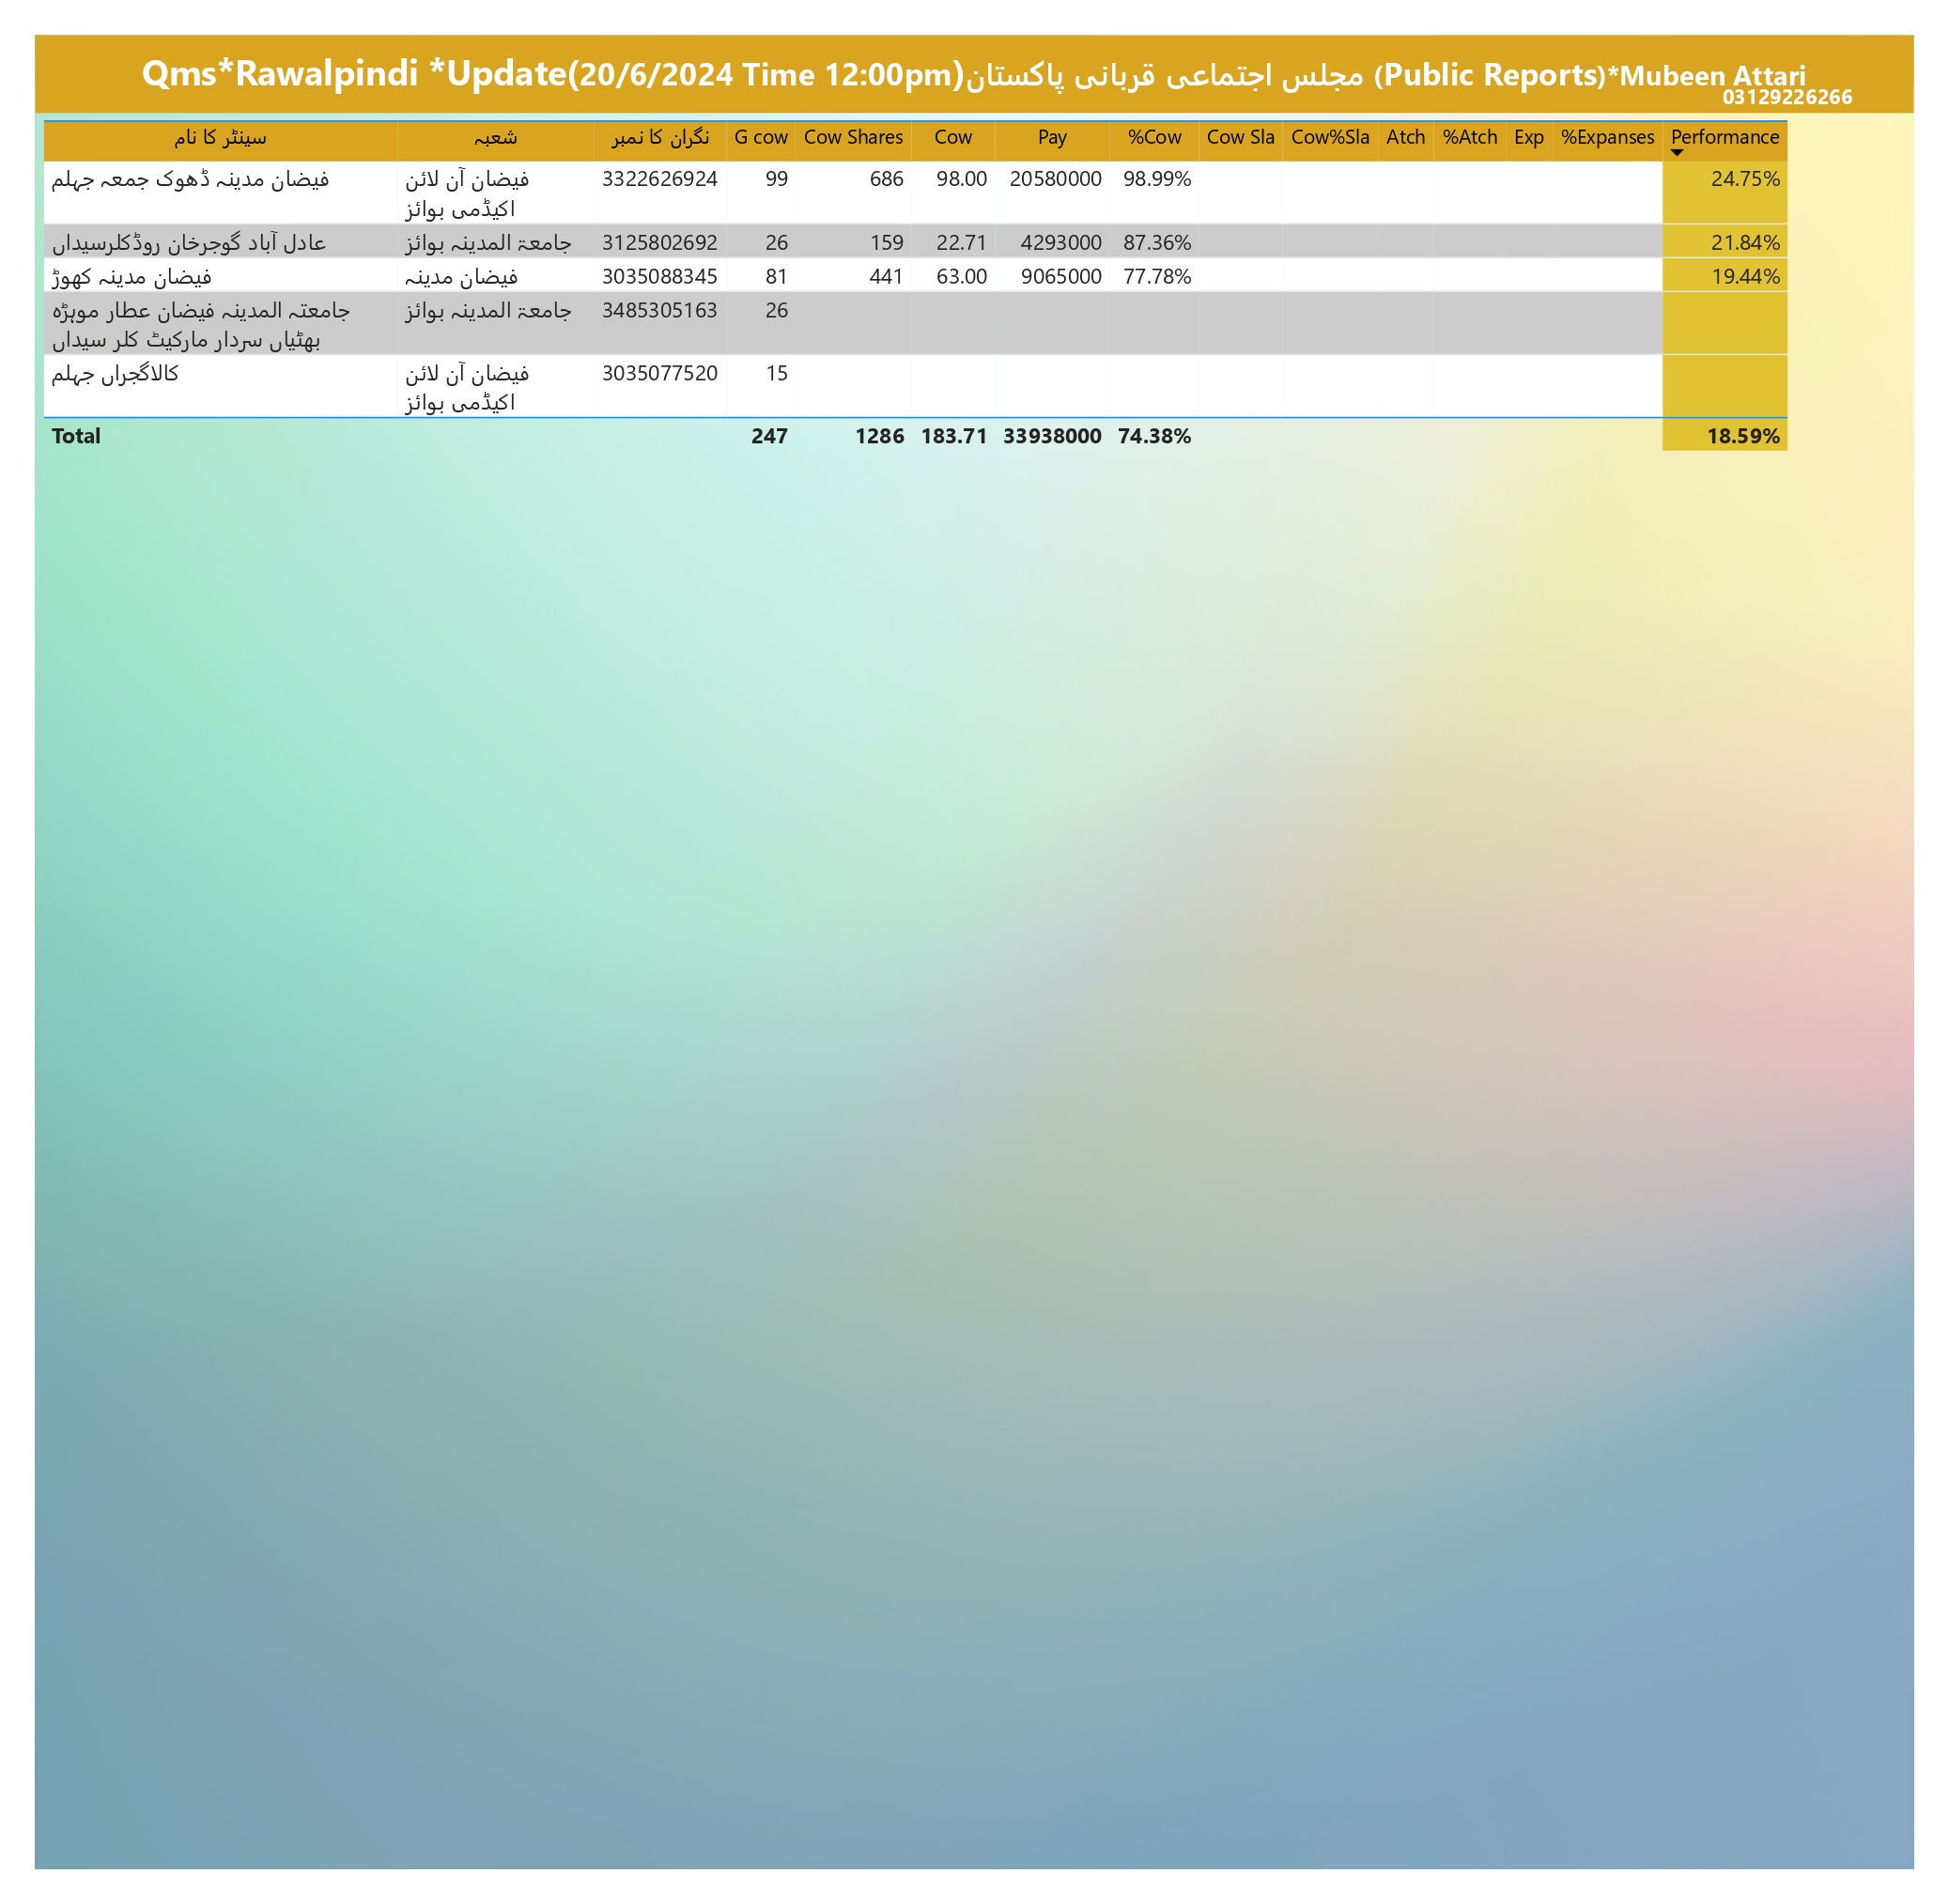 Qms*Rawalpindi *Update(20/6/2024 Time 12:00pm)مجلس اجتماعی قربانی پاکستان (Public Reports)*Mubeen Attari
03129226266
سینٹر کا نام شعبہ نگران کا نمبر G cow Cow Shares Cow Pay %Cow Cow Sla Cow%Sla Atch %Atch Exp %Expanses Performance
فیضان مدینہ ڈھوک جمعہ جہلم فیضان آن لائن 3322626924 99 686 98.00 20580000 98.99% 24.75%
اکیڈمی بوائز
عادل آباد گوجرخان روڈکلرسیداں جامعۃ المدینہ بوائز 3125802692 26 159 22.71 4293000 87.36% 21.84%
فیضان مدینہ کھوڑ فیضان مدینہ 3035088345 81 441 63.00 9065000 77.78% 19.44%
جامعتہ المدینہ فیضان عطار موہڑہ جامعۃ المدینہ بوائز 3485305163 26
بھٹیاں سردار مارکیٹ کلر سیداں
کالاگجراں جہلم فیضان آن لائن 3035077520 15
اکیڈمی بوائز
Total 247 1286 183.71 33938000 74.38% 18.59%